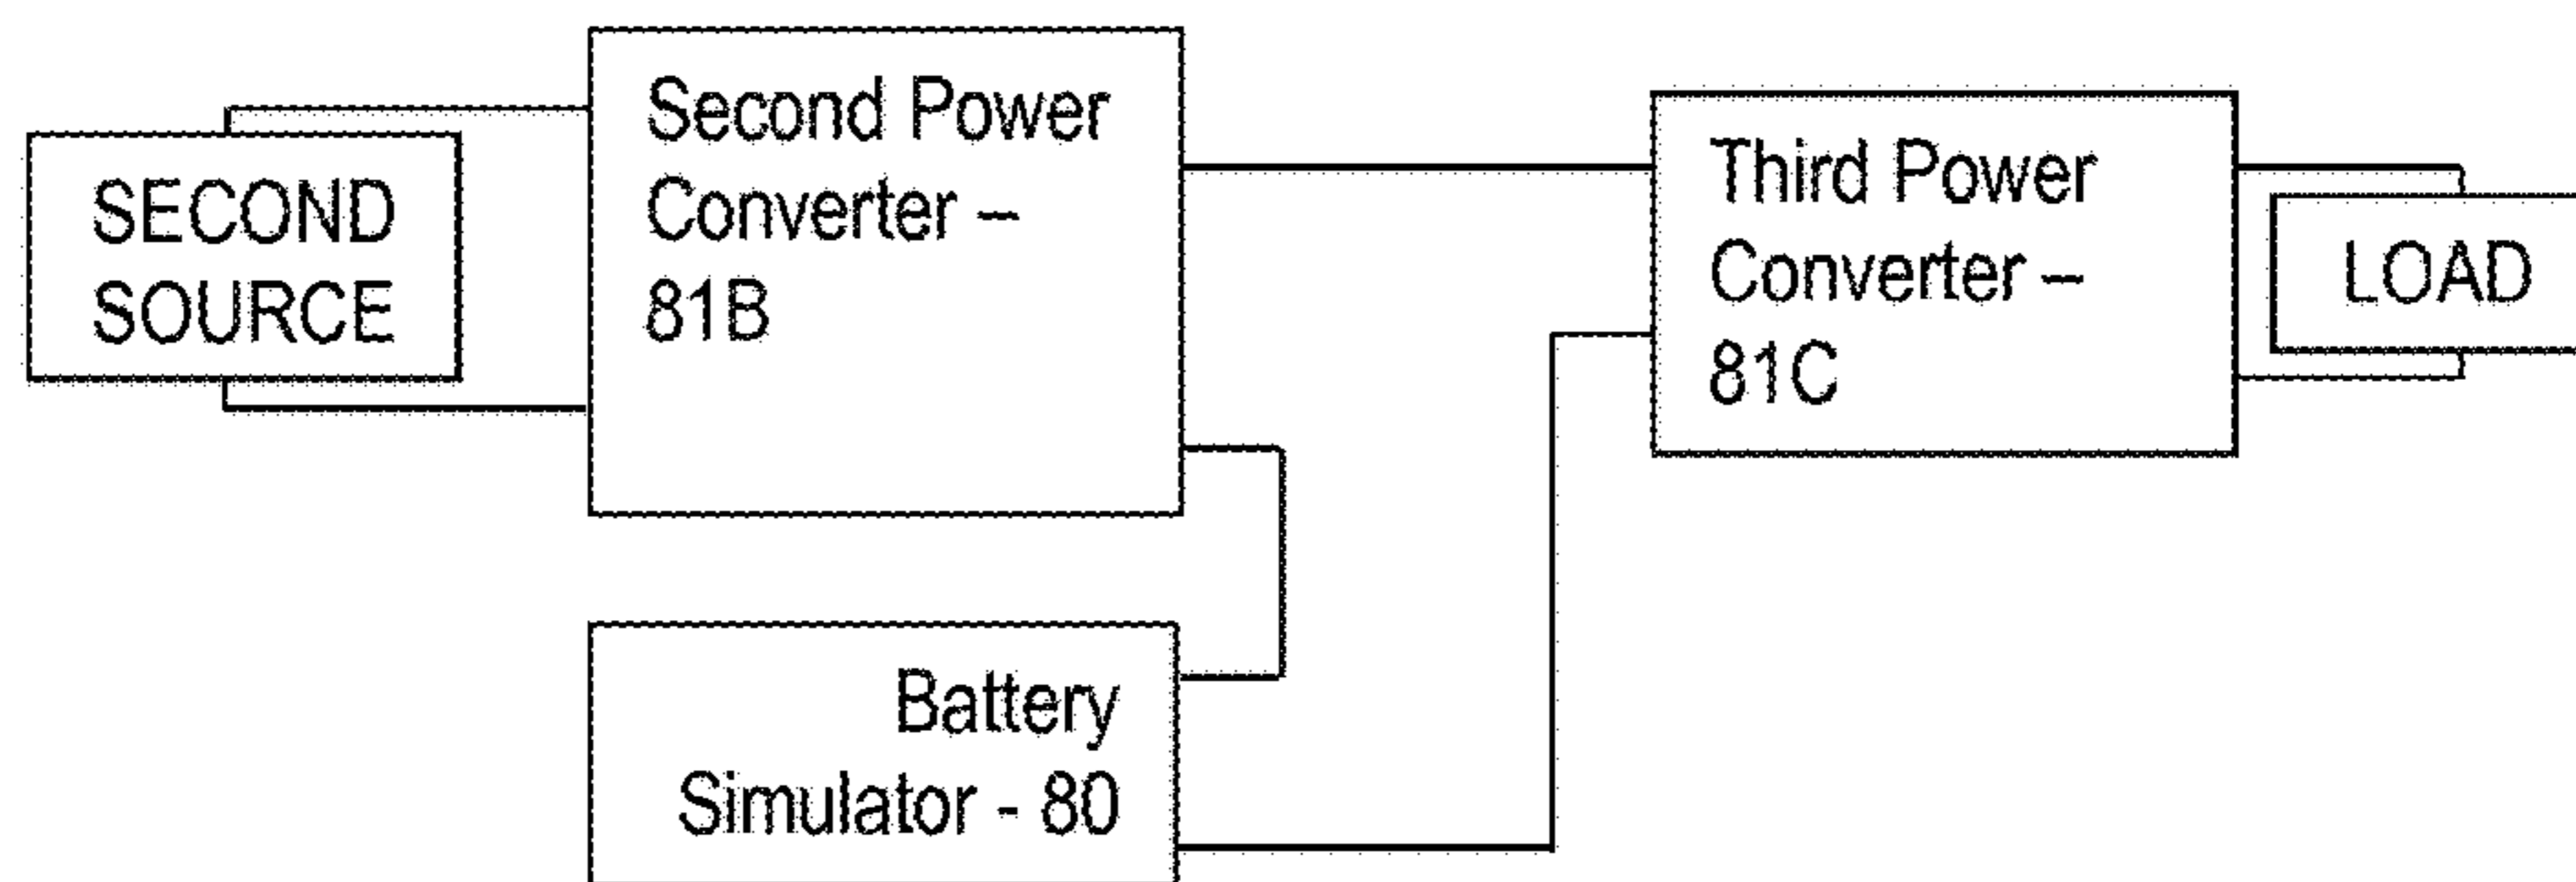 SECOND
SOURCE
Second Power
Converter –
81B
Third Power
Converter –
81C
LOAD
Battery
Simulator - 80